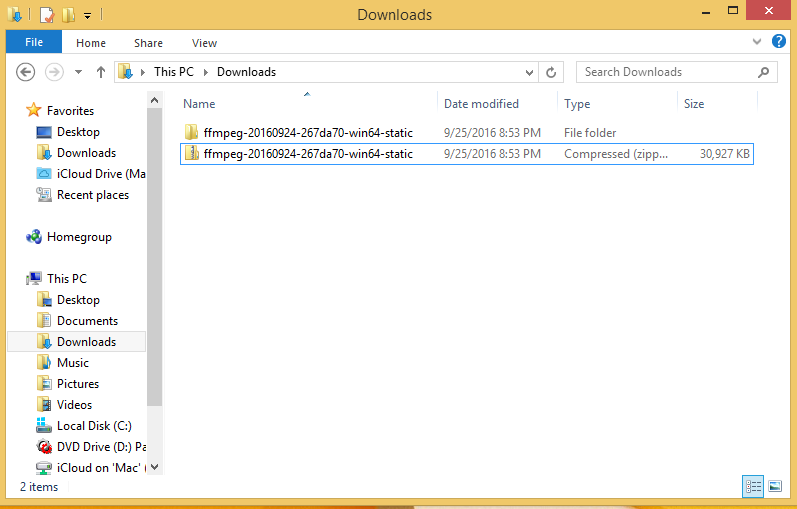 Downloads
File Home Share View
This PC Downloads
Search Downloads
Name Date modified Type Size
ffmpeg-20160924-267da70-win64-static 9/25/2016 8:53 PM File folder
ffmpeg-20160924-267da70-win64-static 9/25/2016 8:53 PM Compressed (zipp... 30,927 KB
Favorites
Desktop
Downloads
iCloud Drive (Ma
Recent places
Homegroup
This PC
Desktop
Documents
Downloads
Music
Pictures
Videos
Local Disk (C:)
DVD Drive (D:) Pa
iCloud on 'Mac' (
2 items